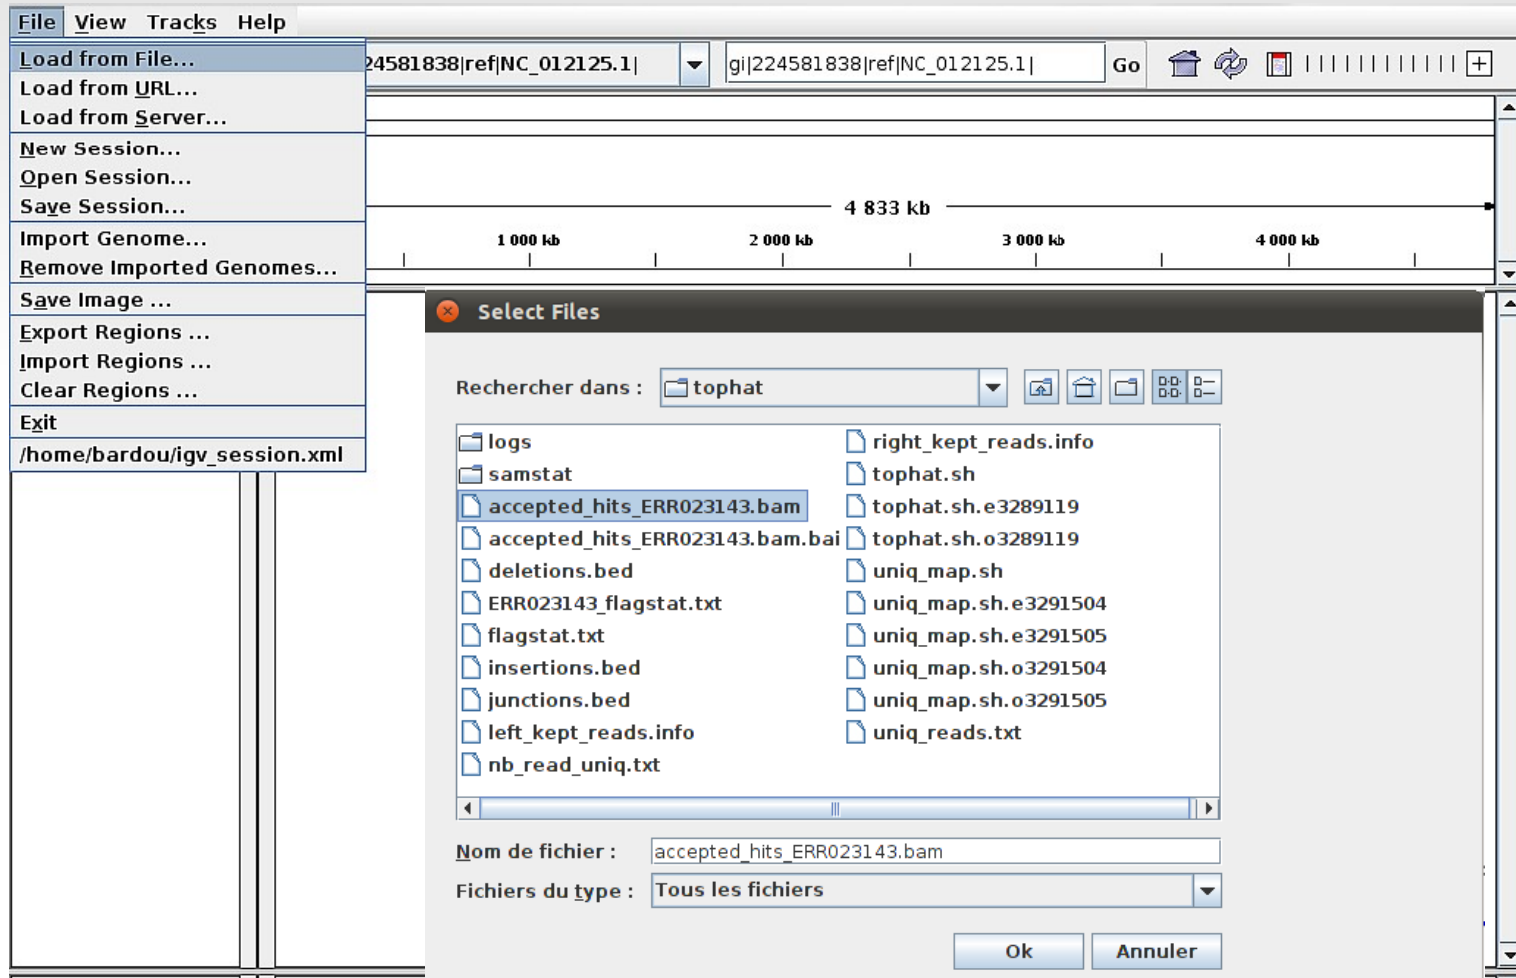 File View Tracks Help
24581838|ref|NC_012125.1| gi|224581838|ref|NC_012125.1| Go
Load from File...
Load from URL...
Load from Server...
New Session...
Open Session...
Save Session...
Import Genome...
Remove Imported Genomes...
Save Image ...
Export Regions ...
Import Regions ...
Clear Regions ...
Exit
/home/bardou/igv_session.xml
4 833 kb
1 000 kb 2 000 kb 3 000 kb 4 000 kb
Select Files
Rechercher dans : tophat
logs
samstat
accepted_hits_ERR023143.bam
accepted_hits_ERR023143.bam.bai
deletions.bed
ERR023143_flagstat.txt
flagstat.txt
insertions.bed
junctions.bed
left_kept_reads.info
nb_read_uniq.txt
right_kept_reads.info
tophat.sh
tophat.sh.e3289119
tophat.sh.o3289119
uniq_map.sh
uniq_map.sh.e3291504
uniq_map.sh.e3291505
uniq_map.sh.o3291504
uniq_map.sh.o3291505
uniq_reads.txt
Nom de fichier : accepted_hits_ERR023143.bam
Fichiers du type : Tous les fichiers
Ok Annuler